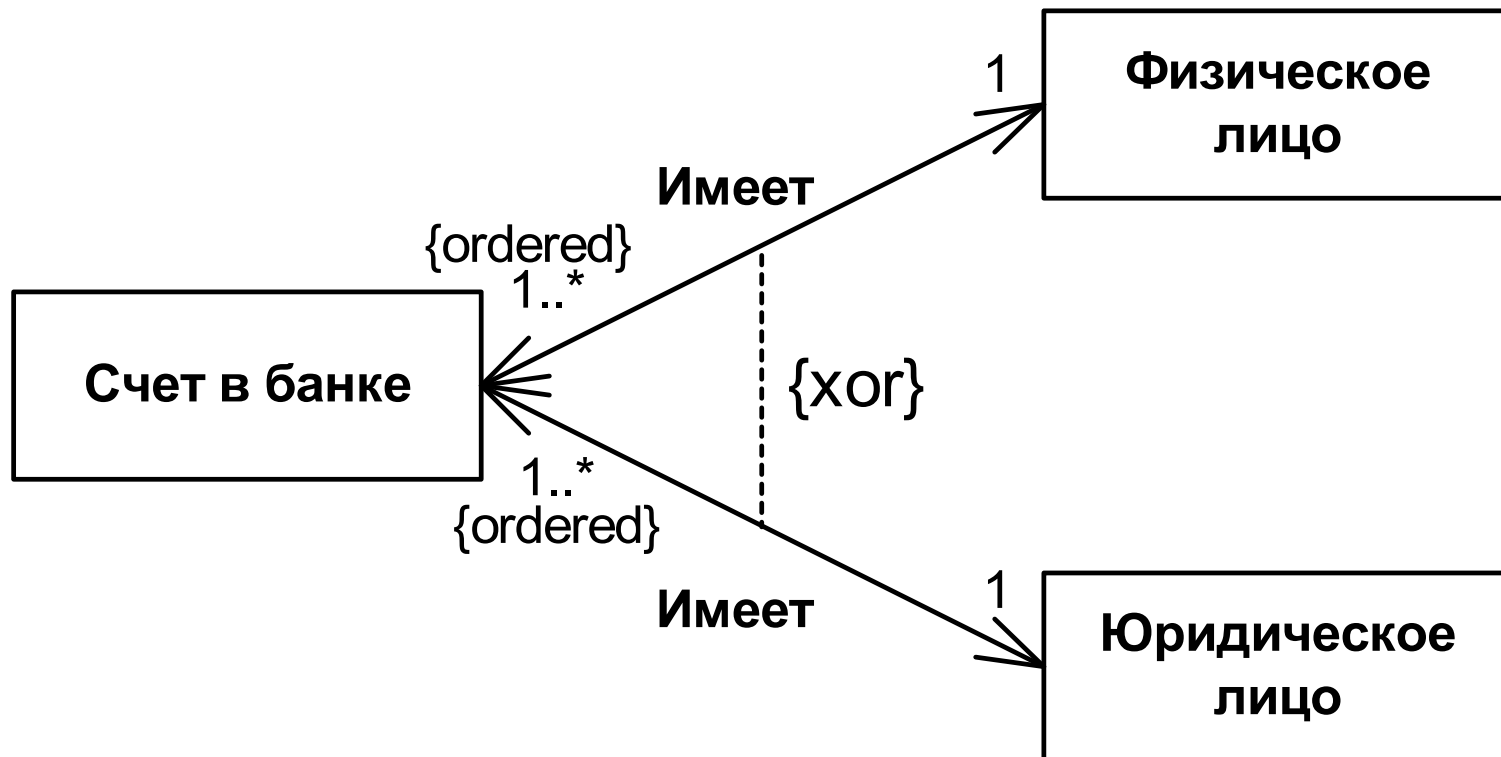 1
Физическое
лицо
Имеет
{ordered}
1..*
Счет в банке
{xor}
1..*
{ordered}
Имеет
1
Юридическое
лицо